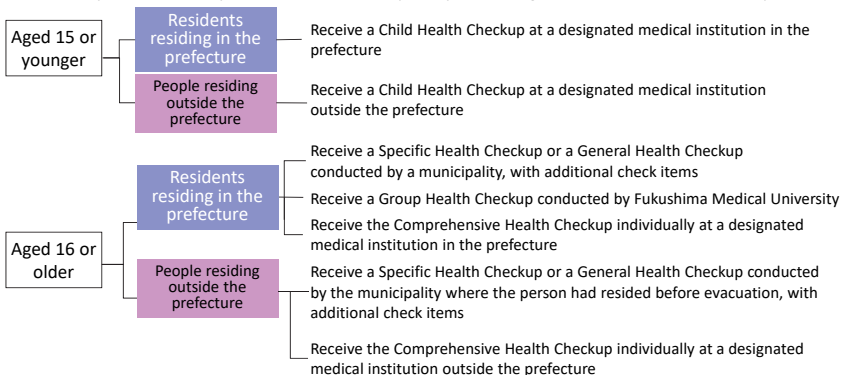 Aged 15 or
younger
Residents
residing in the
prefecture
Receive a Child Health Checkup at a designated medical institution in the
prefecture
People residing
outside the
prefecture
Receive a Child Health Checkup at a designated medical institution
outside the prefecture
Aged 16 or
older
Residents
residing in the
prefecture
Receive a Specific Health Checkup or a General Health Checkup
conducted by a municipality, with additional check items
Receive a Group Health Checkup conducted by Fukushima Medical University
Receive the Comprehensive Health Checkup individually at a designated
medical institution in the prefecture
People residing
outside the
prefecture
Receive a Specific Health Checkup or a General Health Checkup conducted
by the municipality where the person had resided before evacuation, with
additional check items
Receive the Comprehensive Health Checkup individually at a designated
medical institution outside the prefecture